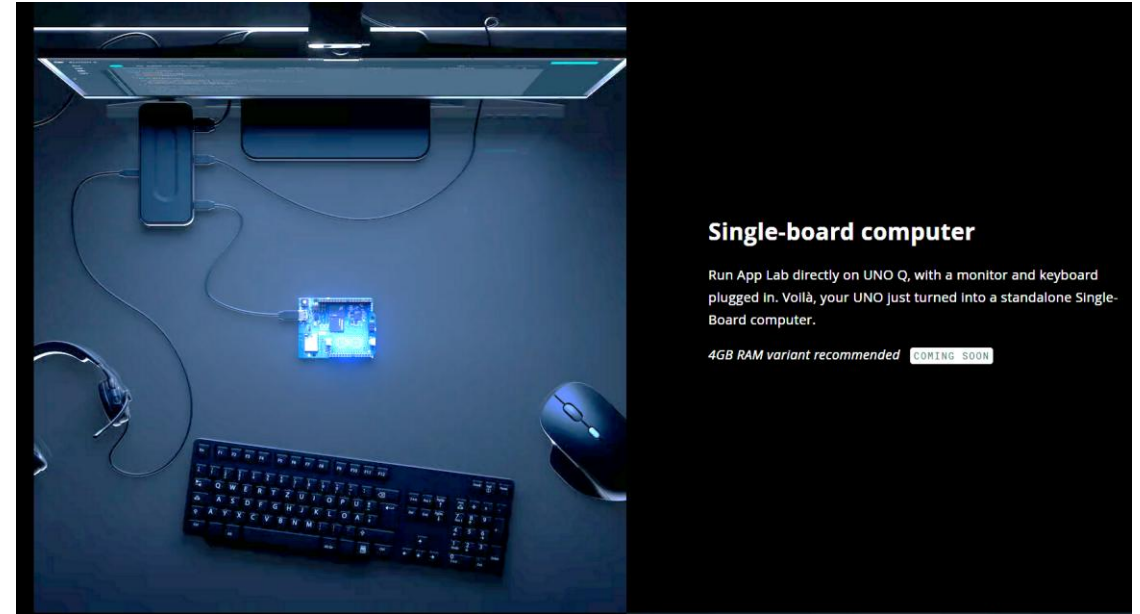 Single-board computer
Run App Lab directly on UNO Q, with a monitor and keyboard
plugged in. Voilà, your UNO just turned into a standalone Single-
Board computer.
4GB RAM variant recommended COMING SOON